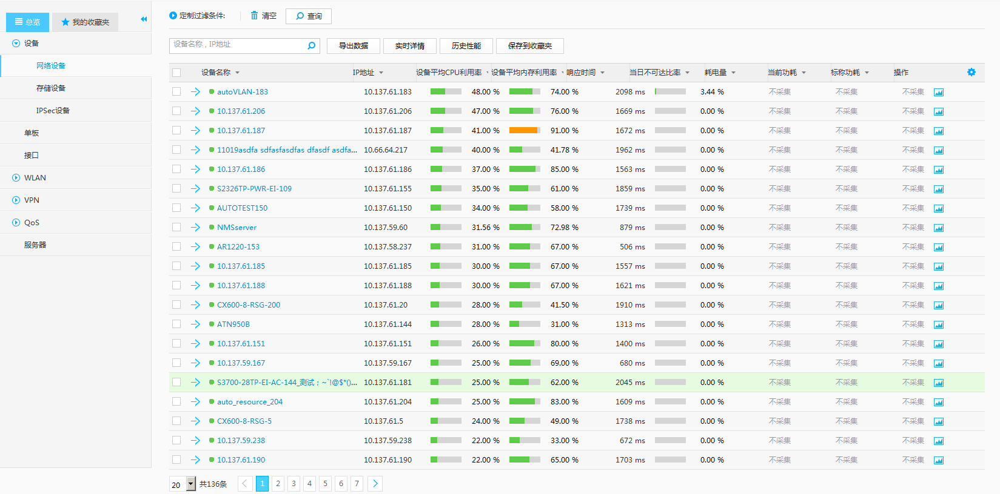 总览 我的收藏夹
设备
网络设备
存储设备
IPSec设备
单板
接口
WLAN
VPN
QoS
服务器
定制过滤条件: 清空 查询
设备名称，IP地址 导出数据 实时详情 历史性能 保存到收藏夹
设备名称 IP地址 设备平均CPU利用率 设备平均内存利用率 响应时间 当日不可达比率 耗电量 当前功耗 标称功耗 操作
autoVLAN-183 10.137.61.183 48.00 % 74.00 % 2098 ms 3.44 % 不采集 不采集 不采集
10.137.61.206 10.137.61.206 47.00 % 76.00 % 1669 ms 0.00 % 不采集 不采集 不采集
10.137.61.187 10.137.61.187 41.00 % 91.00 % 1672 ms 0.00 % 不采集 不采集 不采集
11019asdfa sdfasfasdfas dfasdf asdfa... 10.66.64.217 40.00 % 41.78 % 1962 ms 0.00 % 不采集 不采集 不采集
10.137.61.186 10.137.61.186 37.00 % 85.00 % 1563 ms 0.00 % 不采集 不采集 不采集
S2326TP-PWR-EI-109 10.137.61.155 35.00 % 61.00 % 1859 ms 0.00 % 不采集 不采集 不采集
AUTOTEST150 10.137.61.150 34.00 % 58.00 % 1739 ms 0.00 % 不采集 不采集 不采集
NMSserver 10.137.59.60 31.56 % 72.98 % 879 ms 0.00 % 不采集 不采集 不采集
AR1220-153 10.137.58.237 31.00 % 67.00 % 506 ms 0.00 % 不采集 不采集 不采集
10.137.61.185 10.137.61.185 30.00 % 67.00 % 1557 ms 0.00 % 不采集 不采集 不采集
10.137.61.188 10.137.61.188 30.00 % 67.00 % 1621 ms 0.00 % 不采集 不采集 不采集
CX600-8-RSG-200 10.137.61.20 28.00 % 41.50 % 1910 ms 0.00 % 不采集 不采集 不采集
ATN950B 10.137.61.144 28.00 % 31.00 % 1313 ms 0.00 % 不采集 不采集 不采集
10.137.61.151 10.137.61.151 26.00 % 80.00 % 1400 ms 0.00 % 不采集 不采集 不采集
10.137.59.167 10.137.59.167 25.00 % 69.00 % 680 ms 0.00 % 不采集 不采集 不采集
S3700-28TP-EI-AC-144_测试；~`!@$*()... 10.137.61.181 25.00 % 62.00 % 2045 ms 0.00 % 不采集 不采集 不采集
auto_resource_204 10.137.61.204 25.00 % 83.00 % 1609 ms 0.00 % 不采集 不采集 不采集
CX600-8-RSG-5 10.137.61.5 24.00 % 49.00 % 1738 ms 0.00 % 不采集 不采集 不采集
10.137.59.238 10.137.59.238 22.00 % 33.00 % 672 ms 0.00 % 不采集 不采集 不采集
10.137.61.190 10.137.61.190 22.00 % 65.00 % 1703 ms 0.00 % 不采集 不采集 不采集
20 共136条 1 2 3 4 5 6 7